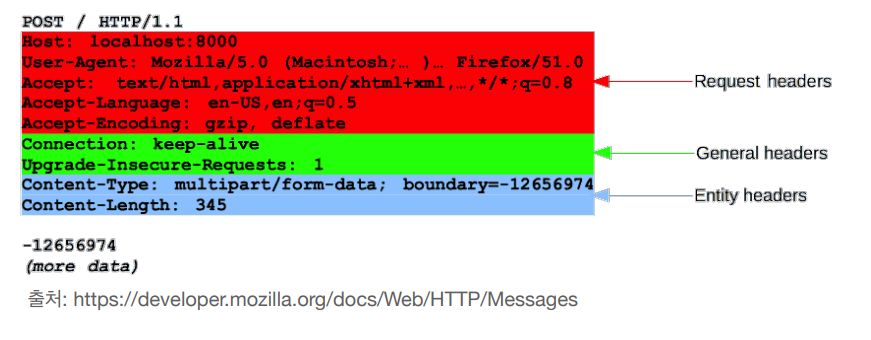 POST / HTTP/1.1
Host: localhost:8000
User-Agent: Mozilla/5.0 (Macintosh;… )… Firefox/51.0
Accept: text/html,application/xhtml+xml,…,*/*;q=0.8
Request headers
Accept-Language: en-US,en;q=0.5
Accept-Encoding: gzip, deflate
Connection: keep-alive
General headers
Upgrade-Insecure-Requests: 1
Content-Type: multipart/form-data; boundary=-12656974
Entity headers
Content-Length: 345
-12656974
(more data)
출처: https://developer.mozilla.org/docs/Web/HTTP/Messages